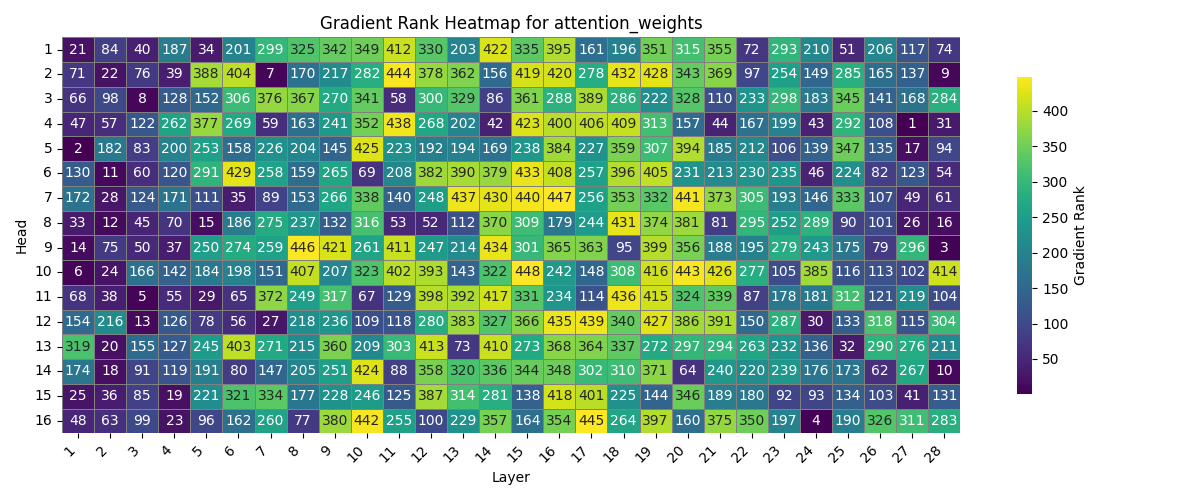 Gradient Rank Heatmap for attention_weights
1 21 84 40 187 34 201 299 325 342 349 412 330 203 422 335 395 161 196 351 315 355 72 293 210 51 206 117 74
2 71 22 76 39 388 404 7 170 217 282 444 378 362 156 419 420 278 432 428 343 369 97 254 149 285 165 137 9
3 66 98 8 128 152 306 376 367 270 341 58 300 329 86 361 288 389 286 222 328 110 233 298 183 345 141 168 284
4 47 57 122 262 377 269 59 163 241 352 438 268 202 42 423 400 406 409 313 157 44 167 199 43 292 108 1 31
5 2 182 83 200 253 158 226 204 145 425 223 192 194 169 238 384 227 359 307 394 185 212 106 139 347 135 17 94
6 130 11 60 120 291 429 258 159 265 69 208 382 390 379 433 408 256 396 405 231 213 230 235 46 224 82 123 54
7 172 28 124 171 111 35 89 153 266 338 140 248 437 430 440 447 257 353 332 441 373 305 193 146 333 107 49 61
8 33 12 45 70 15 186 275 237 132 316 53 52 112 370 309 179 244 431 374 381 81 295 252 289 90 101 26 16
9 14 75 50 37 250 274 259 446 421 261 411 247 214 434 301 365 363 95 399 356 188 195 279 243 175 79 296 3
10 6 24 166 142 184 198 151 407 207 323 402 393 143 322 448 242 148 308 416 443 426 277 105 385 116 113 102 414
11 68 38 5 55 29 65 372 249 317 67 129 398 392 417 331 234 114 436 415 324 339 87 178 181 312 121 219 104
12 154 216 13 126 78 56 27 218 236 109 118 280 383 327 366 435 439 340 427 386 391 150 287 30 133 318 115 304
13 319 20 155 127 245 403 271 215 360 209 303 413 73 410 273 368 364 337 272 297 294 263 232 136 32 290 276 211
14 174 18 91 119 191 80 147 205 251 424 88 358 320 336 344 348 302 310 371 64 240 220 239 176 173 62 267 10
15 25 36 85 19 221 321 334 177 228 246 125 387 314 281 138 418 401 225 144 346 189 180 92 93 134 103 41 131
16 48 63 99 23 96 162 260 77 380 442 255 100 229 357 164 354 445 264 397 160 375 350 197 4 190 326 311 283
1 2 3 4 5 6 7 8 9 10 11 12 13 14 15 16 17 18 19 20 21 22 23 24 25 26 27 28
Layer
Head
400
350
300
250
200
150
100
50
Gradient Rank